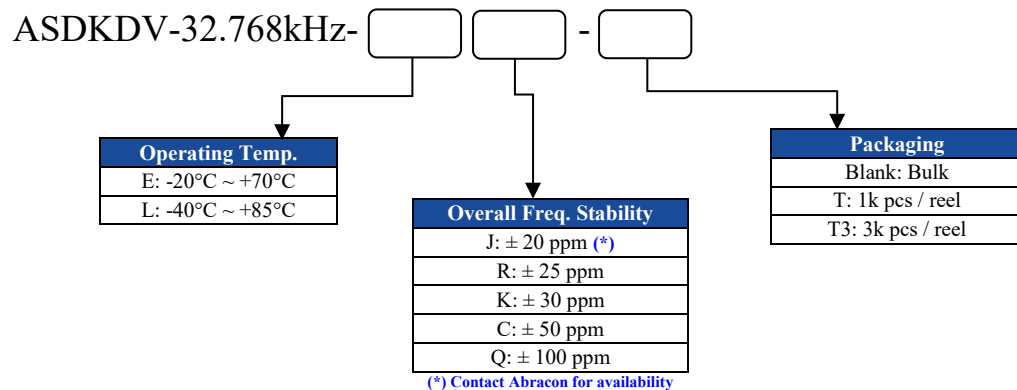 ASDKDV-32.768kHz- -
Operating Temp.
E: -20°C ~ +70°C
L: -40°C ~ +85°C
Overall Freq. Stability
J: ± 20 ppm (*)
R: ± 25 ppm
K: ± 30 ppm
C: ± 50 ppm
Q: ± 100 ppm
(*) Contact Abracon for availability
Packaging
Blank: Bulk
T: 1k pcs / reel
T3: 3k pcs / reel